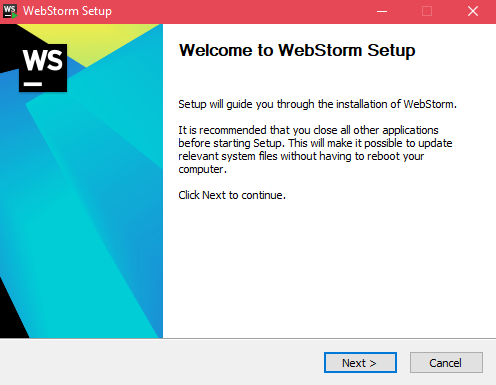 WS WebStorm Setup
WS
Welcome to WebStorm Setup
Setup will guide you through the installation of WebStorm.
It is recommended that you close all other applications
before starting Setup. This will make it possible to update
relevant system files without having to reboot your
computer.
Click Next to continue.
Next >
Cancel